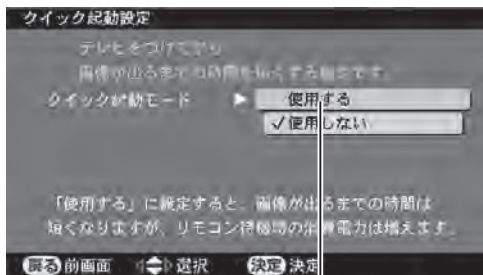 クイック起動設定
テレビをつけてから
画像が出るまでの時間を短くする機能です。
クイック起動モード ▶ 使用する
✓使用しない
「使用する」に設定すると、画像が出るまでの時間は
短くなりますが、リモコン待機時の消費電力は増えます。
戻る 前画面 選択 決定 決定